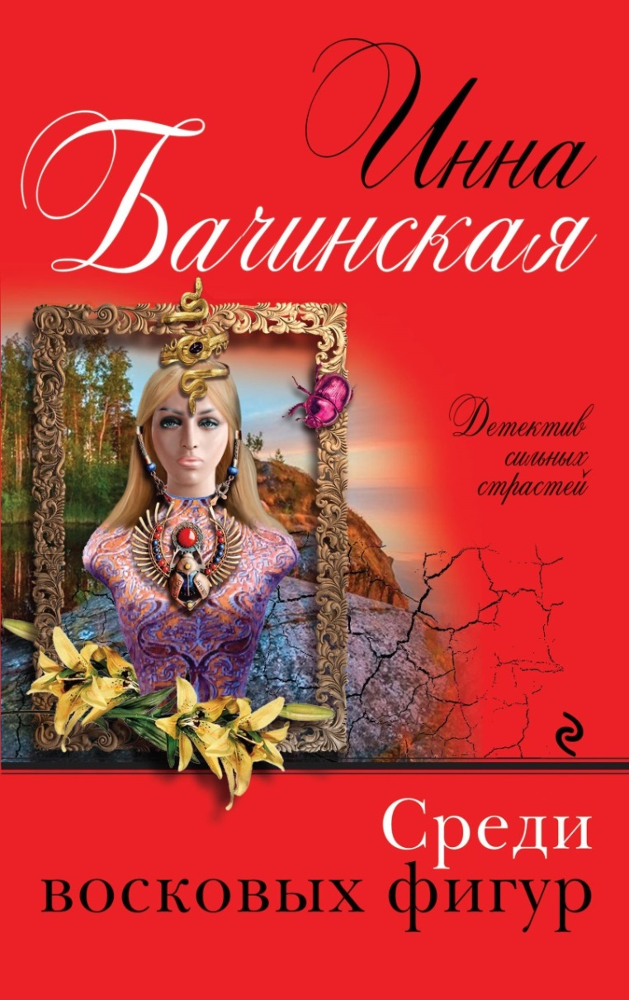 Инна
Бачинская
Детектив
сильных
страстей
Среди
восковых фигур